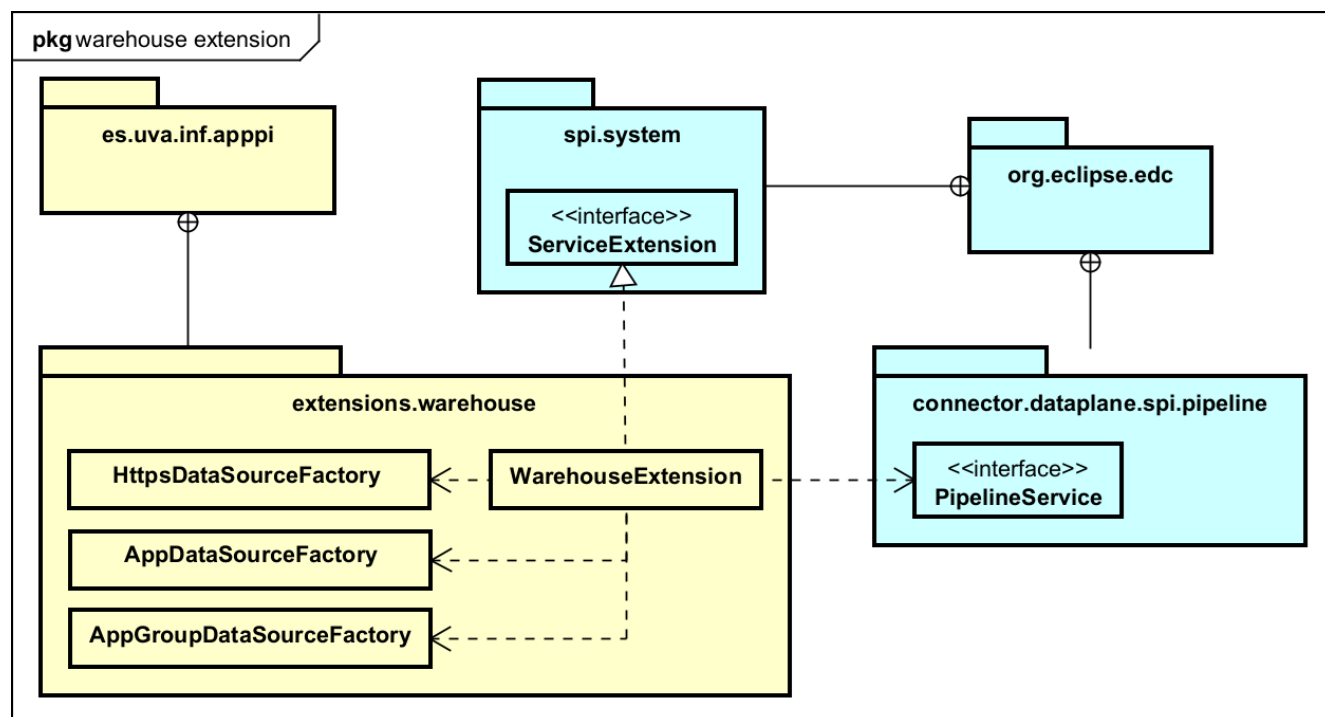 pkg warehouse extension
es.uva.inf.apppi
spi.system
<<interface>>
ServiceExtension
org.eclipse.edc
extensions.warehouse
HttpsDataSourceFactory
WarehouseExtension
AppDataSourceFactory
AppGroupDataSourceFactory
connector.dataplane.spi.pipeline
<<interface>>
PipelineService